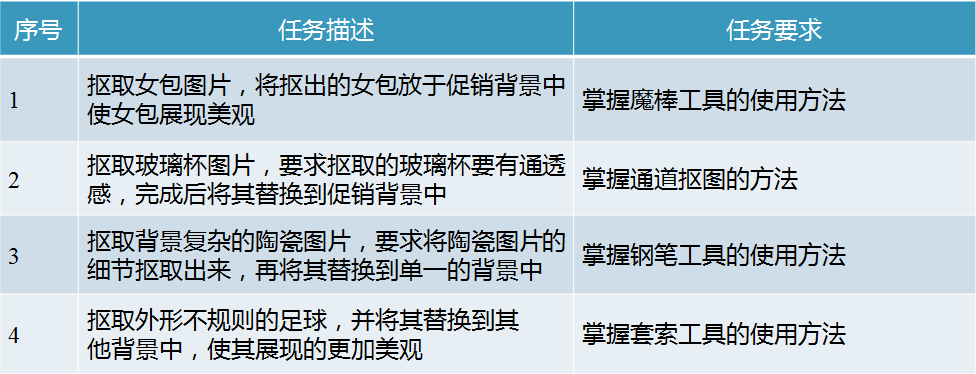 序号 任务描述 任务要求
1 抠取女包图片，将抠出的女包放于促销背景中
使女包展现美观 掌握魔棒工具的使用方法
2 抠取玻璃杯图片，要求抠取的玻璃杯要有通透
感，完成后将其替换到促销背景中 掌握通道抠图的方法
3 抠取背景复杂的陶瓷图片，要求将陶瓷图片的
细节抠取出来，再将其替换到单一的背景中 掌握钢笔工具的使用方法
4 抠取外形不规则的足球，并将其替换到其
他背景中，使其展现的更加美观 掌握套索工具的使用方法